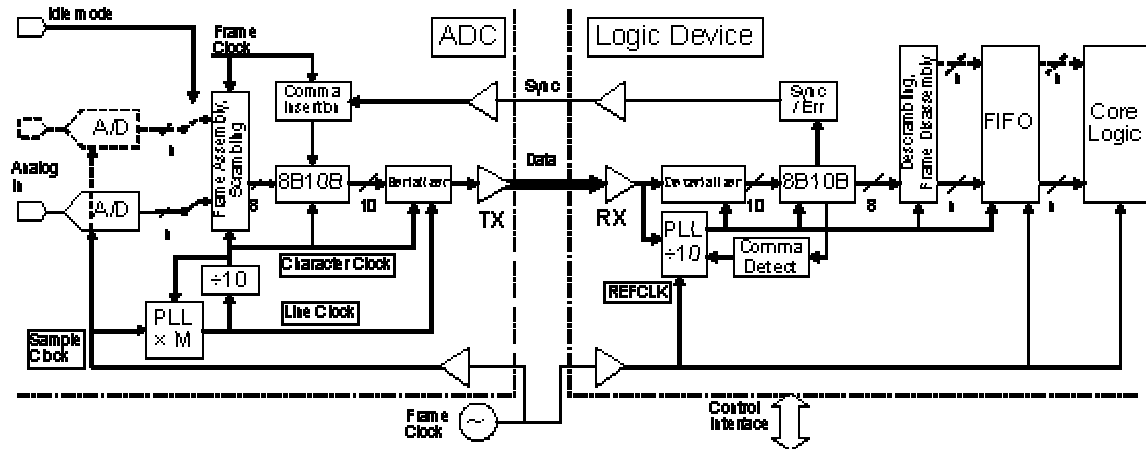 Idle mode
Frame
Clock
ADC
Logic Device
Comma
Insertion
Sync
Sync
/ Err
A/D
Frame Assembly,
Scrambling
Descrambling,
Frame Disassembly
FIFO
Core
Logic
Analog
In
A/D
8B10B
Serializer
Data
Deserializer
8B10B
8
10
TX
RX
10
8
PLL
÷10
Comma
Detect
Character Clock
÷10
REFCLK
PLL
× M
Line Clock
Sample
Clock
Frame
Clock
~
Control
Interface